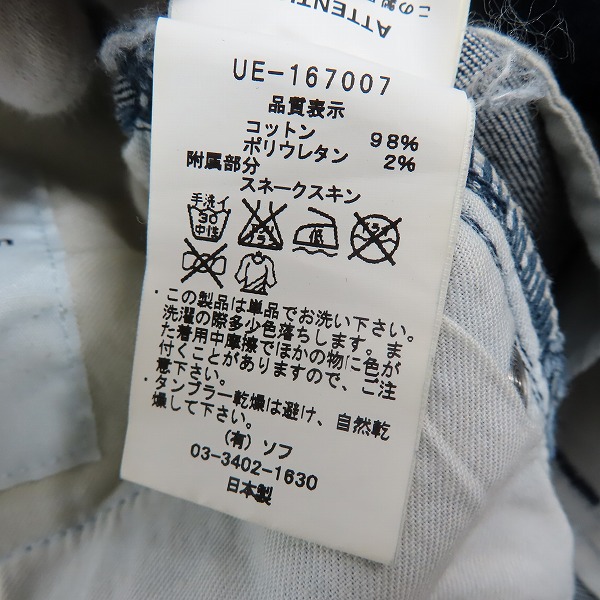 ATTENTI
この製
UE-167007
品質表示
コットン 98%
ポリウレタン 2%
附属部分
スネークスキン
手洗イ
30
中性
低
・この製品は単品でお洗い下さい。
洗濯の際多少色落ちします。ま
た着用中摩擦でほかの物に色が
付くことがありますので、ご注
意下さい。
・タンブラー乾燥は避け、自然乾
燥して下さい。
(有)ソフ
03-3402-1630
日本製